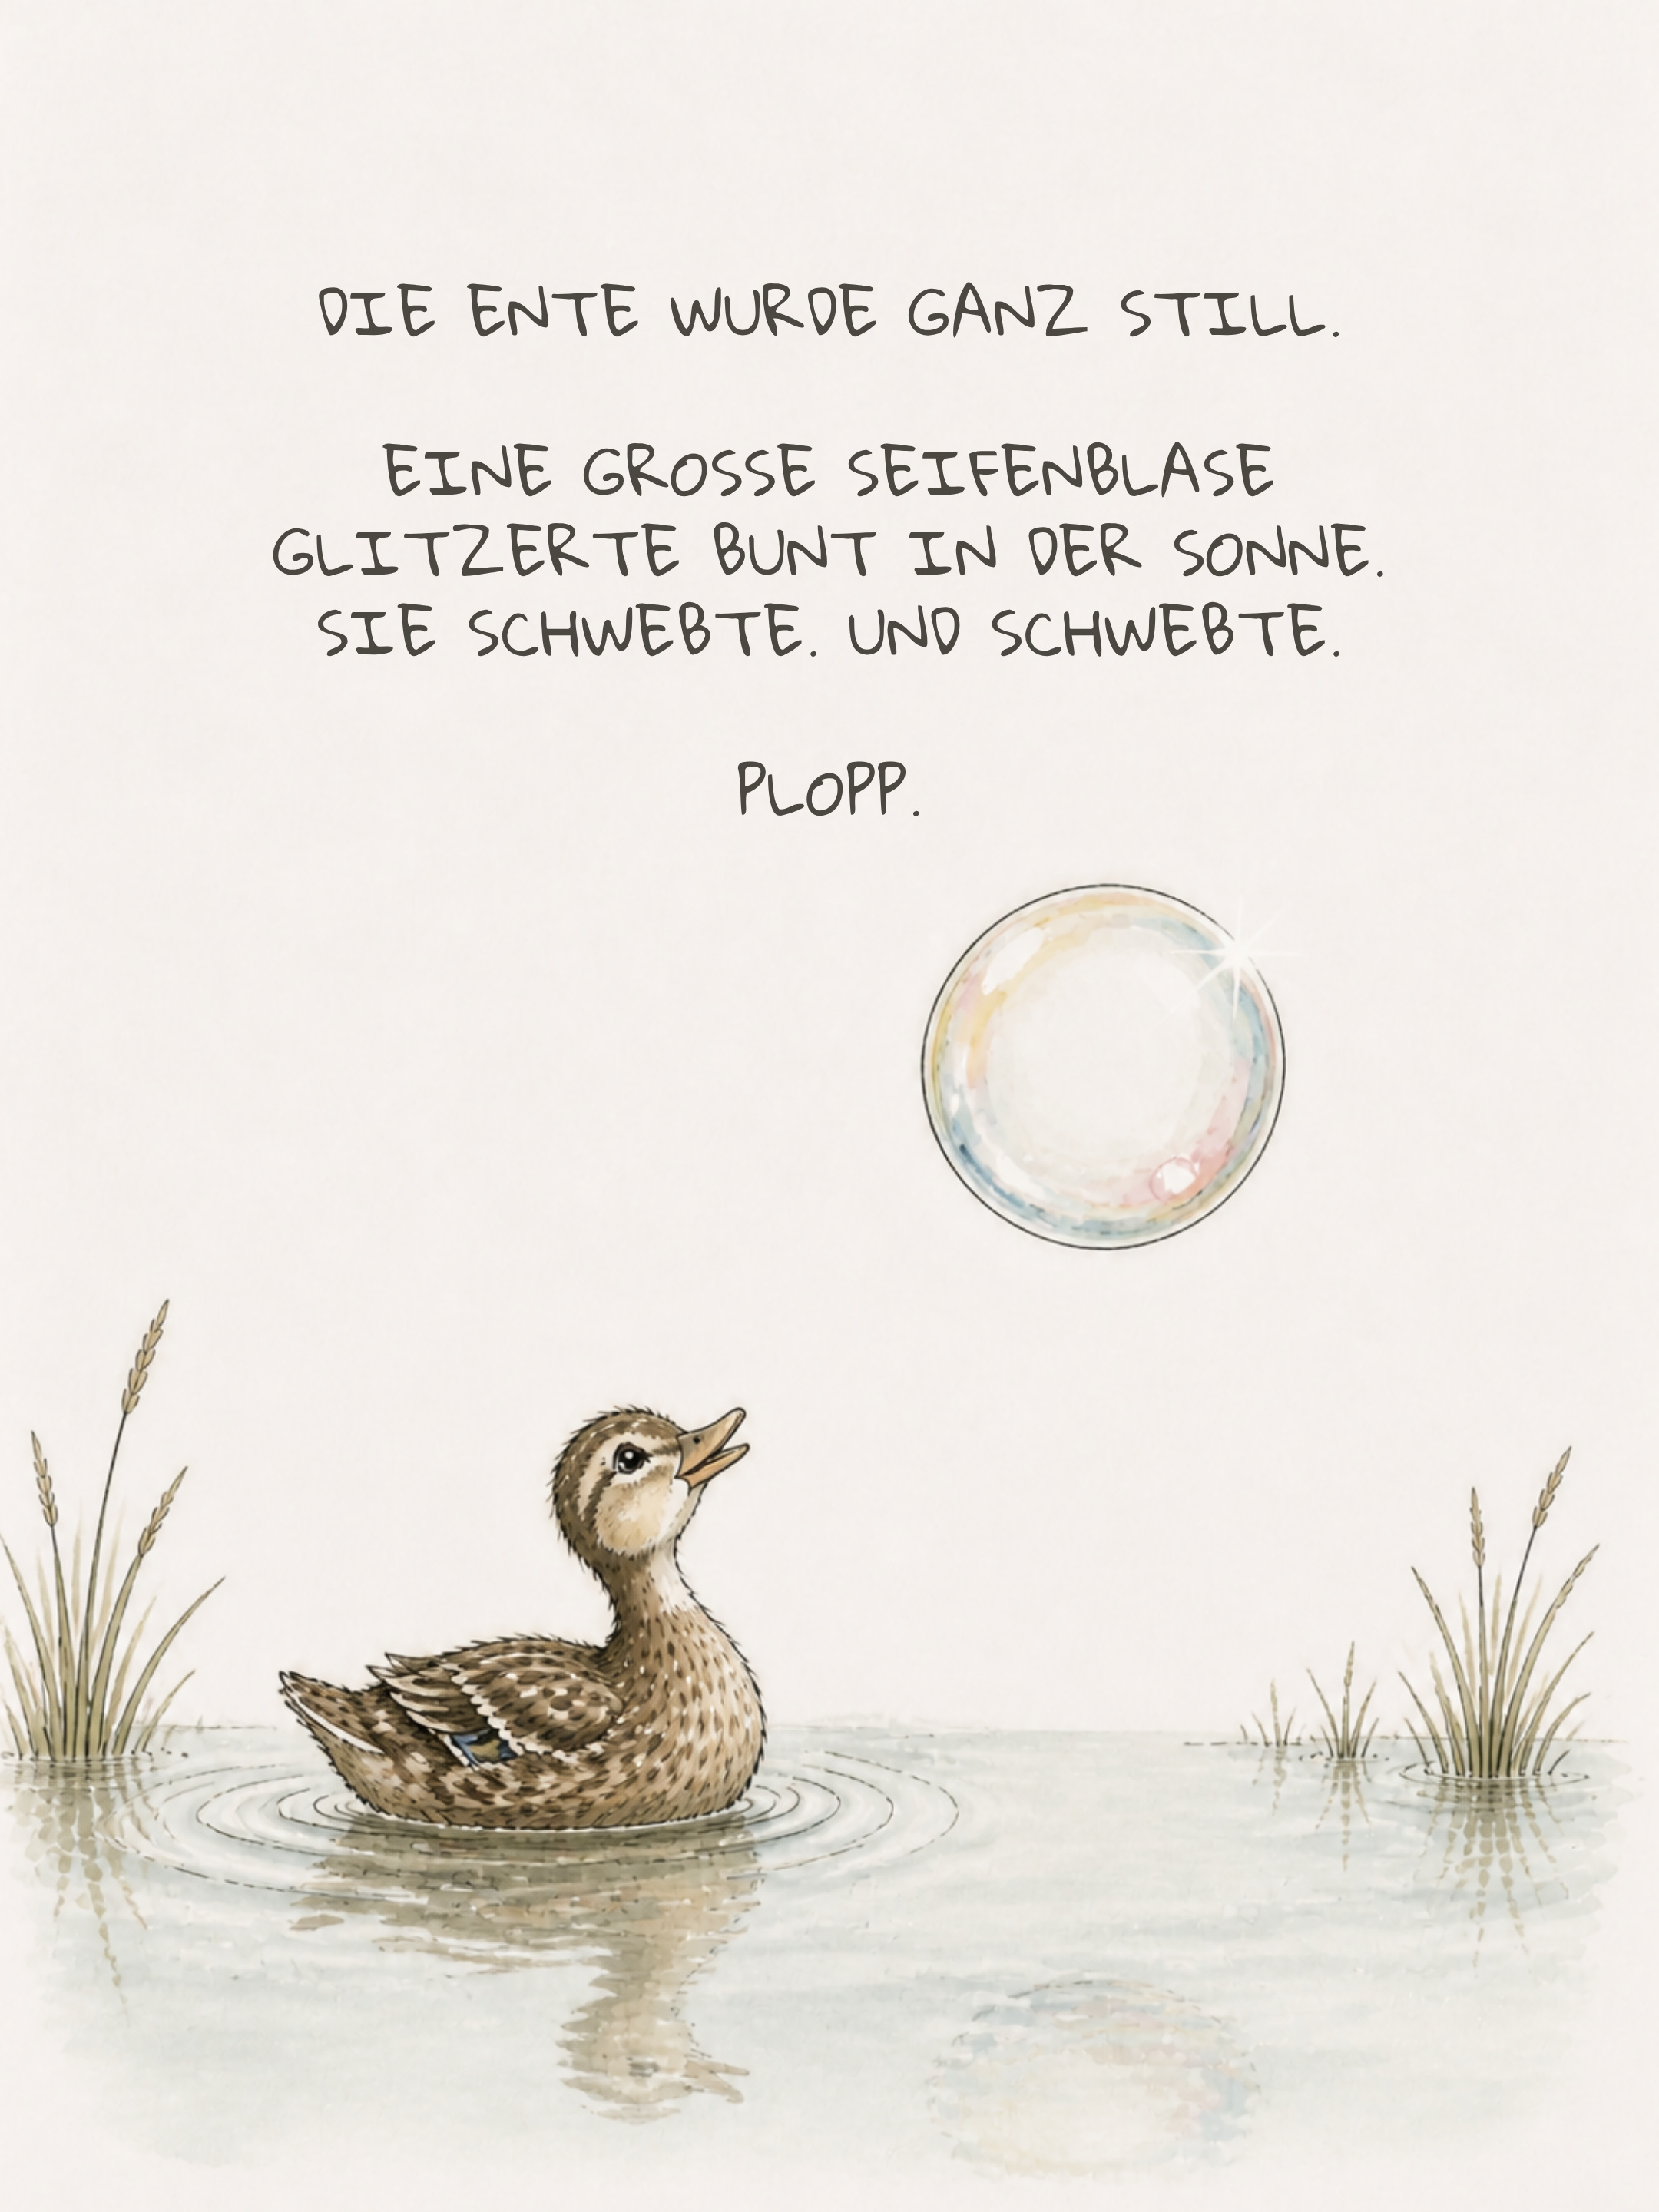 DIE ENTE WURDE GANZ STILL.
EINE GROSSE SEIFENBLASE
GLITZERTE BUNT IN DER SONNE.
SIE SCHWEBTE. UND SCHWEBTE.
PLOPP.